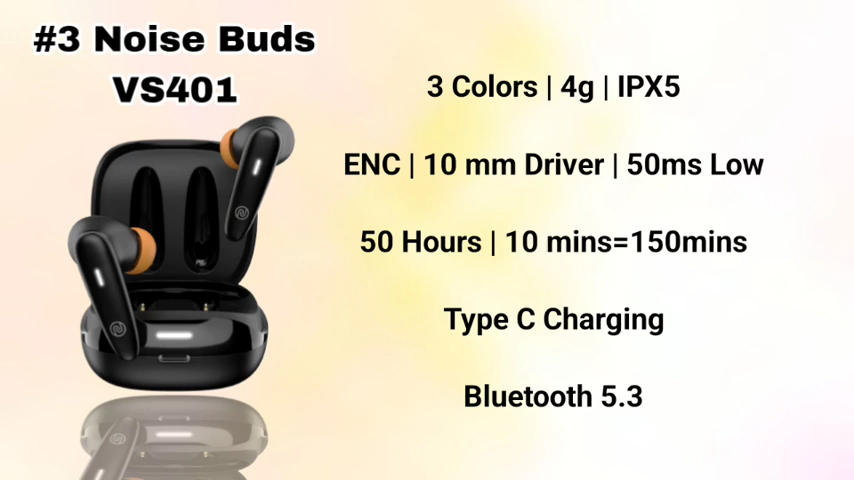 #3 Noise Buds
VS401
3 Colors | 4g | IPX5
ENC | 10 mm Driver | 50ms Low
50 Hours | 10 mins=150mins
Type C Charging
Bluetooth 5.3